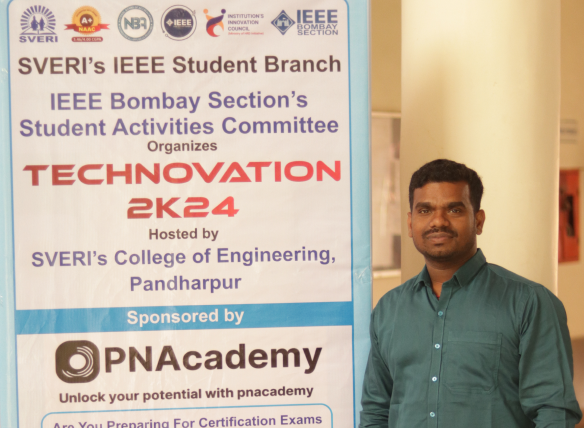 SVERI
A+
NAAC
NBA
IEEE
INSTITUTION'S
INNOVATION
COUNCIL
IEEE
BOMBAY
SECTION
SVERI's IEEE Student Branch
IEEE Bombay Section's
Student Activities Committee
Organizes
TECHNOVATION
2K24
Hosted by
SVERI's College of Engineering,
Pandharpur
Sponsored by
PNAcademy
Unlock your potential with pnacademy
Are You Preparing For Certification Exams